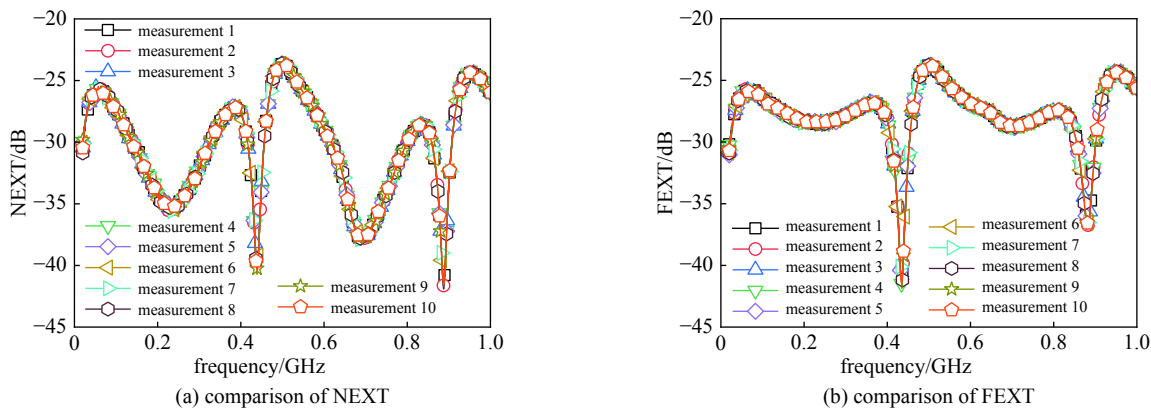 −20
−25
−30
−35
−40
−45
NEXT/dB
measurement 1
measurement 2
measurement 3
measurement 4
measurement 5
measurement 6
measurement 7
measurement 8
measurement 9
measurement 10
0 0.2 0.4 0.6 0.8 1.0
frequency/GHz
(a) comparison of NEXT
−20
−25
−30
−35
−40
−45
FEXT/dB
measurement 1
measurement 2
measurement 3
measurement 4
measurement 5
measurement 6
measurement 7
measurement 8
measurement 9
measurement 10
0 0.2 0.4 0.6 0.8 1.0
frequency/GHz
(b) comparison of FEXT